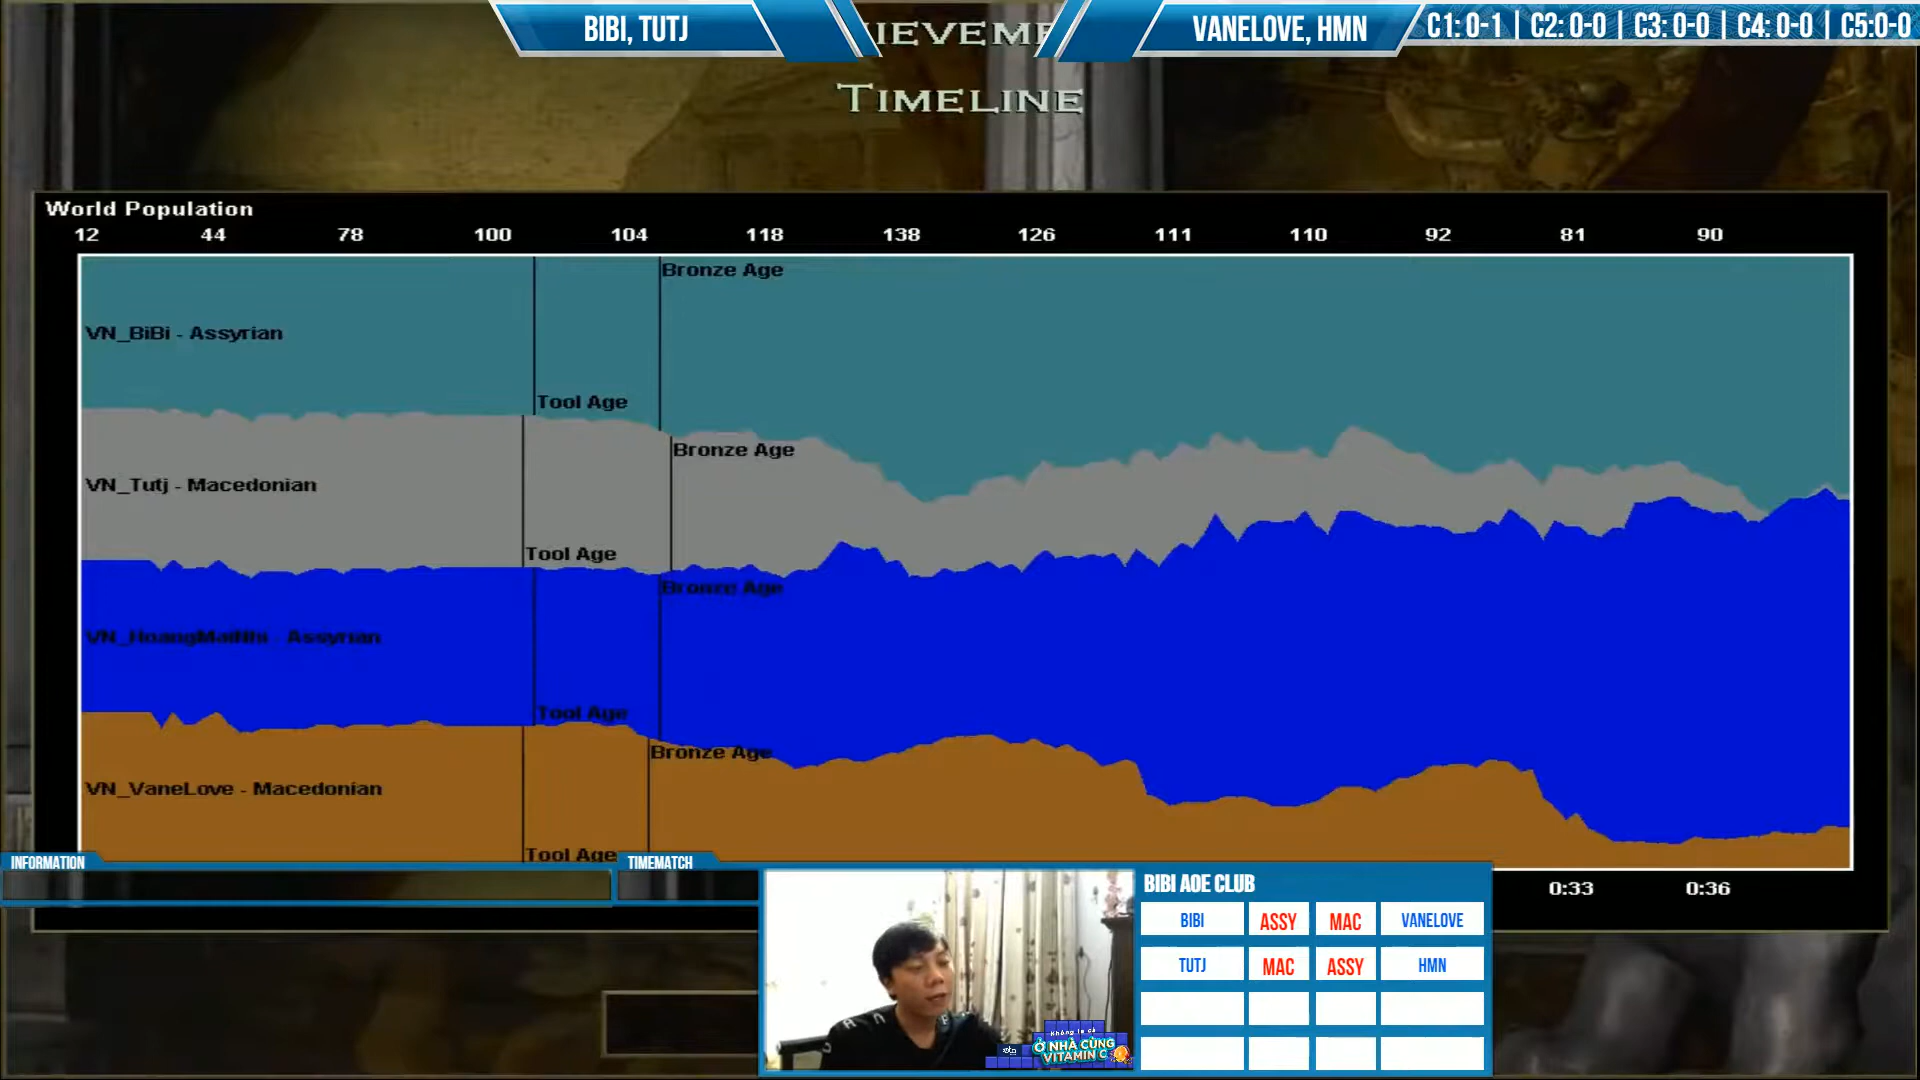 BIBI, TUTJ
IEVEME
VANELOVE, HMN
C1: 0-1 | C2: 0-0 | C3: 0-0 | C4: 0-0 | C5:0-0
TIMELINE
World Population
12 44 78 100 104 118 138 126 111 110 92 81 90
Bronze Age
VN_BiBi - Assyrian
Tool Age
Bronze Age
VN_Tutj - Macedonian
Tool Age
Bronze Age
VN_HoangMaiNhi - Assyrian
Tool Age
Bronze Age
VN_VaneLove - Macedonian
Tool Age
INFORMATION
TIMEMATCH
0:33 0:36
BIBI AOE CLUB
BIBI ASSY MAC VANELOVE
TUTJ MAC ASSY HMN
Ở NHÀ CÙNG
VITAMIN C